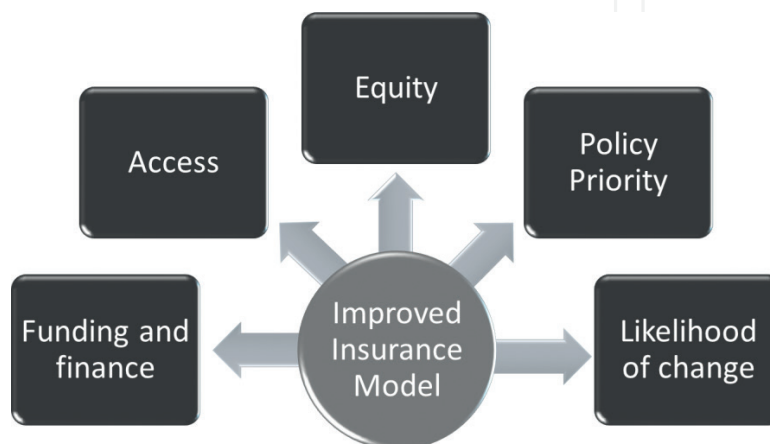 Equity
Access
Policy
Priority
Funding and
finance
Improved
Insurance
Model
Likelihood
of change